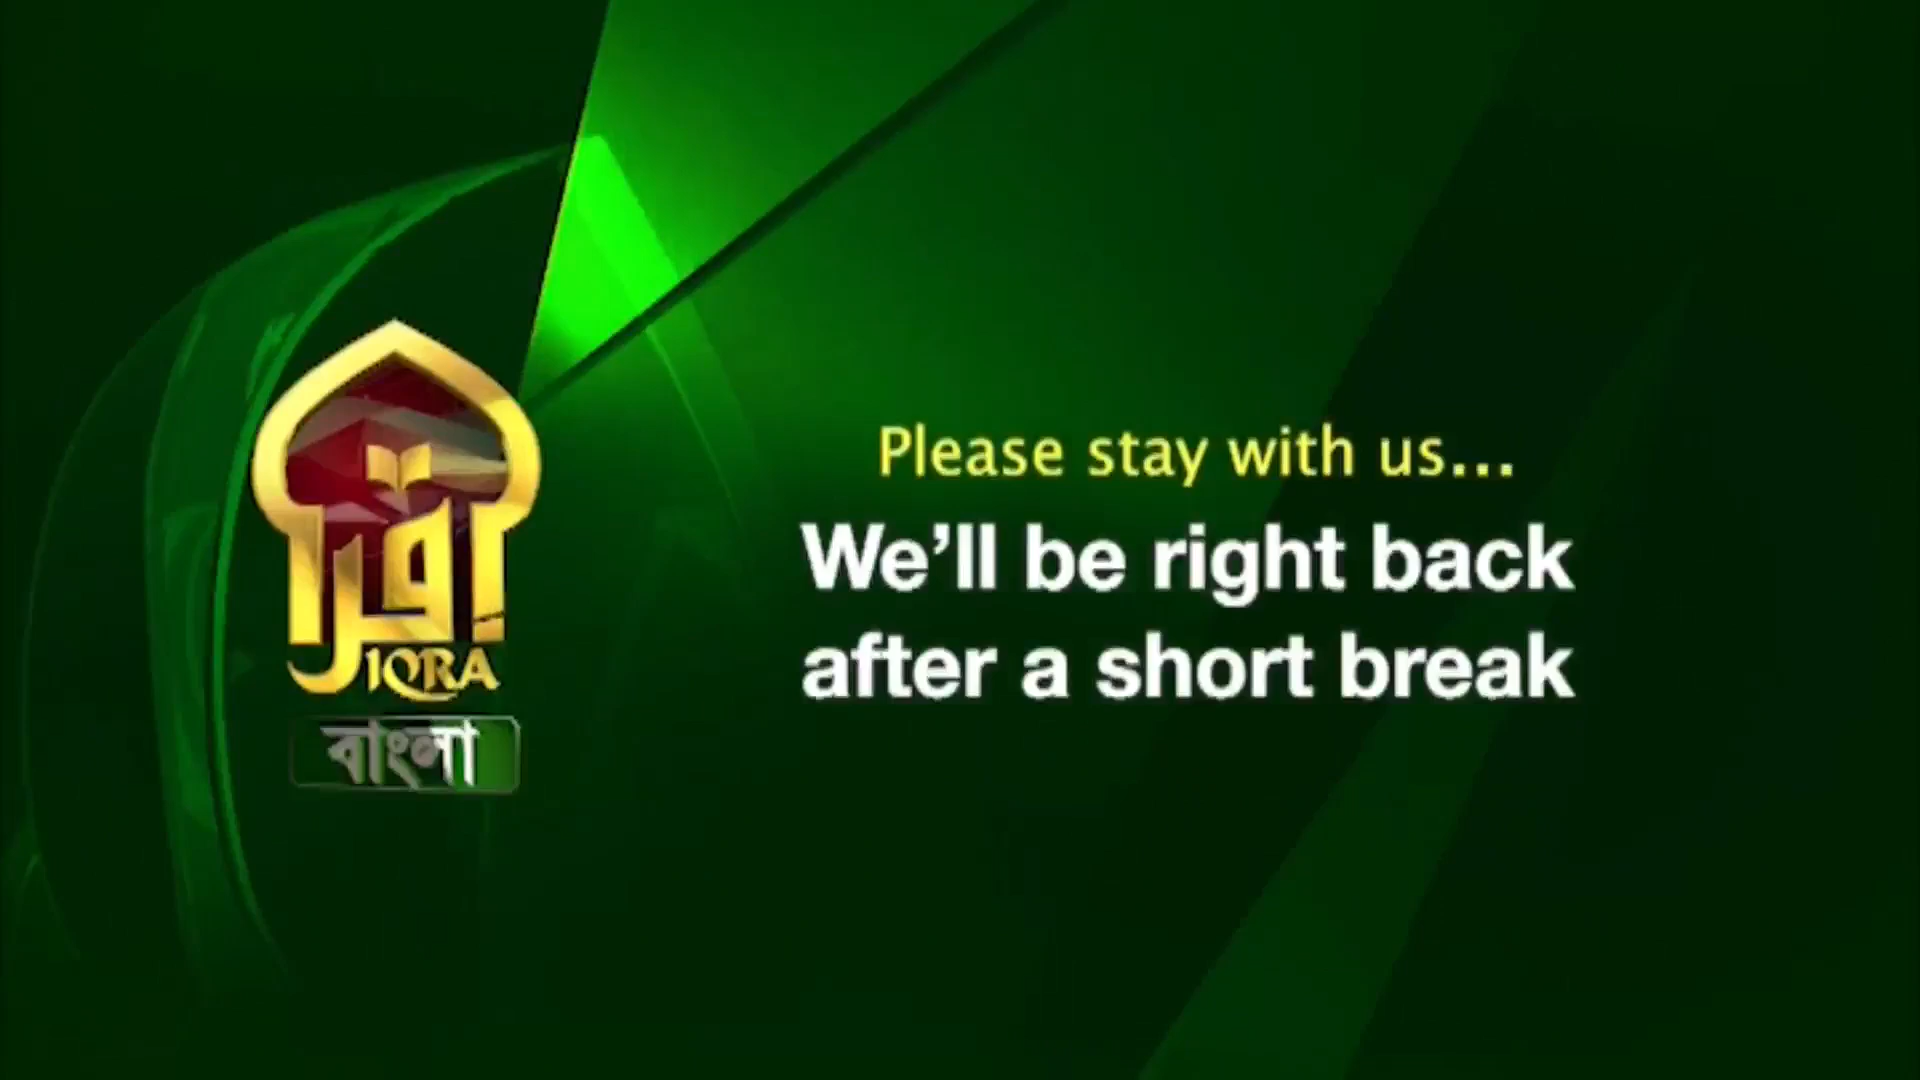 اقرأ
IQRA
বাংলা
Please stay with us...
We'll be right back
after a short break